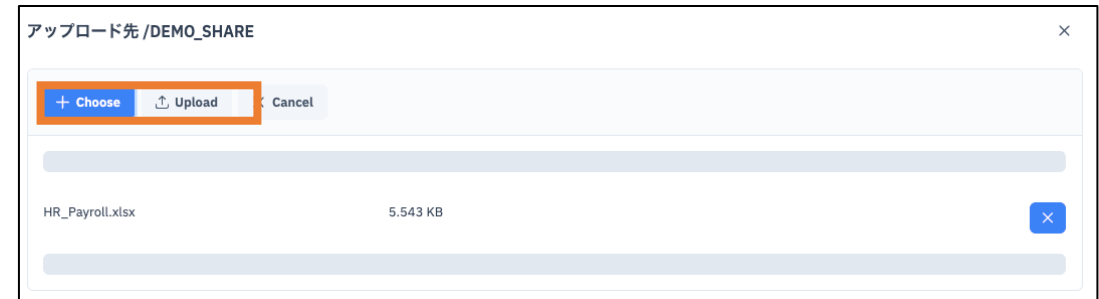 アップロード先 /DEMO_SHARE
Choose Upload Cancel
HR_Payroll.xlsx 5.543 KB